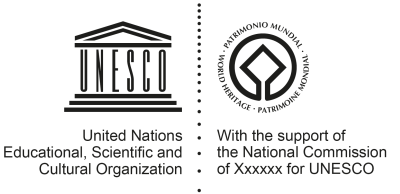 UNESCO
United Nations
Educational, Scientific and
Cultural Organization
WORLD HERITAGE · PATRIMONIO MUNDIAL · PATRIMOINE MONDIAL ·
With the support of
the National Commission
of Xxxxxx for UNESCO